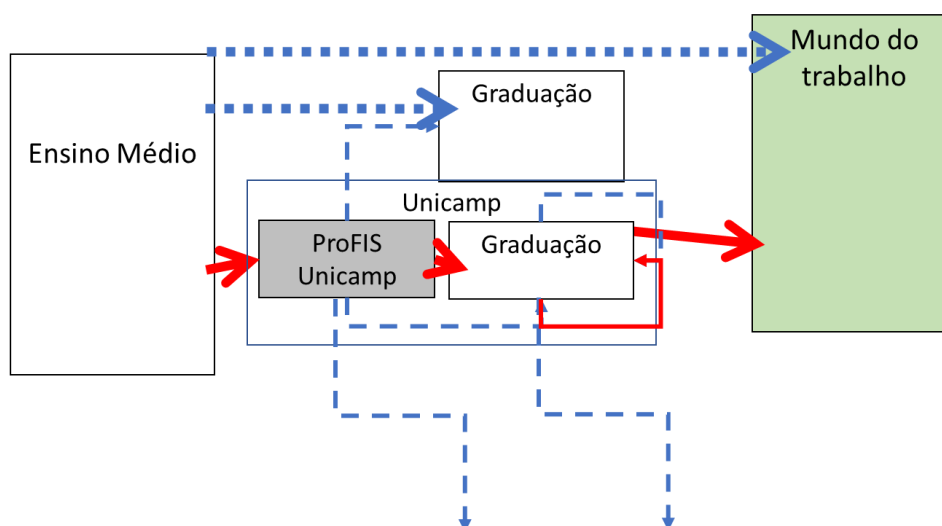 Ensino Médio
Graduação
Mundo do
trabalho
Unicamp
ProFIS
Unicamp
Graduação